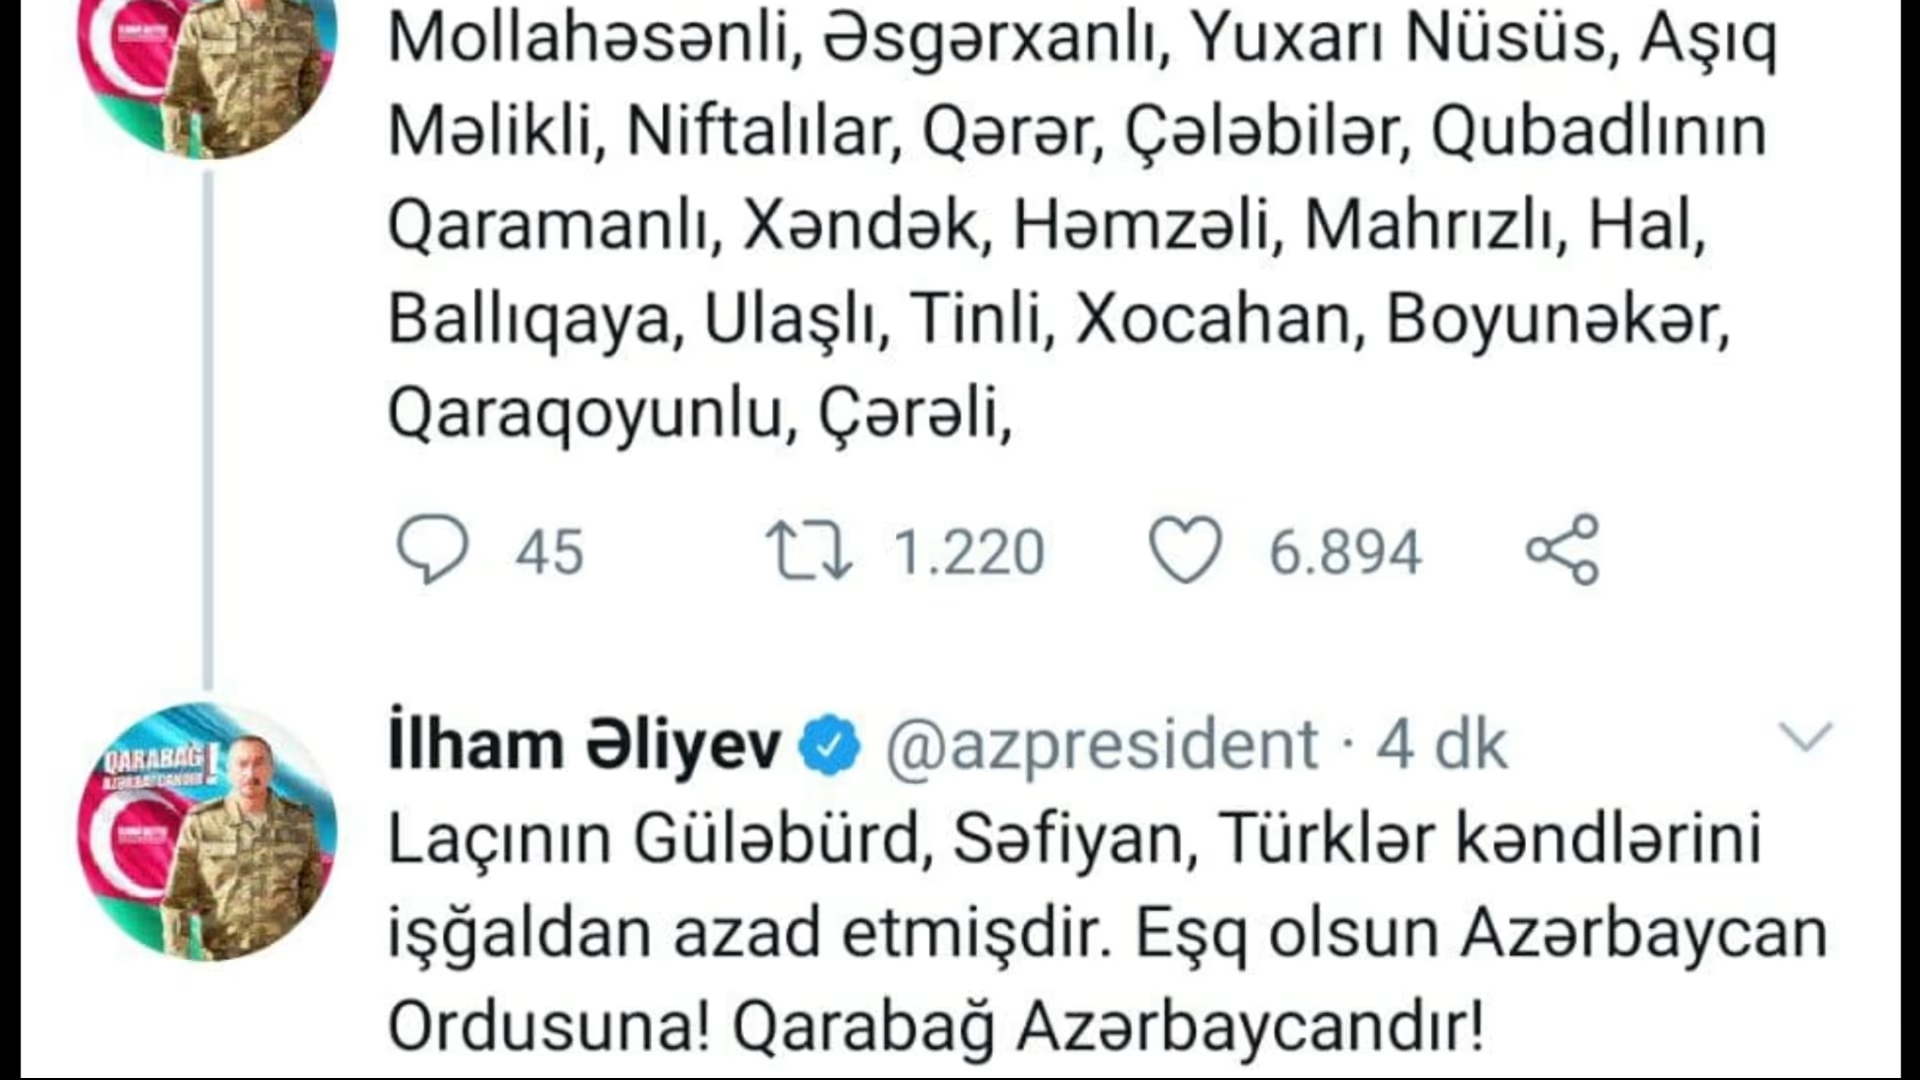 Mollahəsənli, Əsgərxanlı, Yuxarı Nüsüs, Aşıq
Məlikli, Niftalılar, Qərər, Çələbilər, Qubadlının
Qaramanlı, Xəndək, Həmzəli, Mahrızlı, Hal,
Ballıqaya, Ulaşlı, Tinli, Xocahan, Boyunəkər,
Qaraqoyunlu, Çərəli,
45 1.220 6.894
İlham Əliyev @azpresident · 4 dk
QARABAĞ!
AZƏRBAYCANDIR!
Laçının Güləbürd, Səfiyan, Türklər kəndlərini
işğaldan azad etmişdir. Eşq olsun Azərbaycan
Ordusuna! Qarabağ Azərbaycandır!